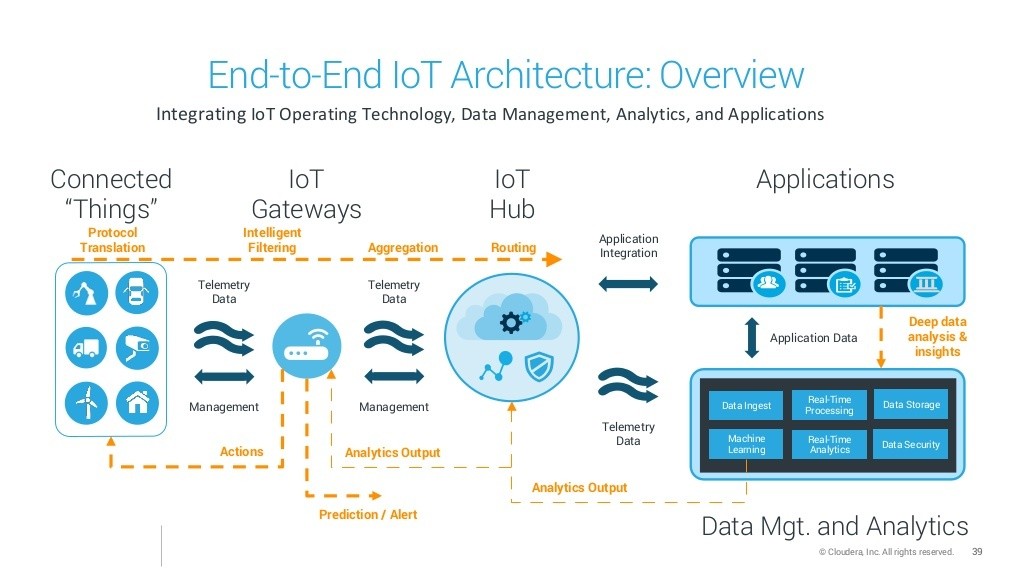 End-to-End IoT Architecture: Overview
Integrating IoT Operating Technology, Data Management, Analytics, and Applications
Connected
“Things”
IoT
Gateways
IoT
Hub
Applications
Protocol
Translation
Intelligent
Filtering
Aggregation
Routing
Application
Integration
Telemetry
Data
Telemetry
Data
Management
Management
Application Data
Deep data
analysis &
insights
Telemetry
Data
Data Ingest
Real-Time
Processing
Data Storage
Machine
Learning
Real-Time
Analytics
Data Security
Actions
Analytics Output
Analytics Output
Prediction / Alert
Data Mgt. and Analytics
© Cloudera, Inc. All rights reserved.
39